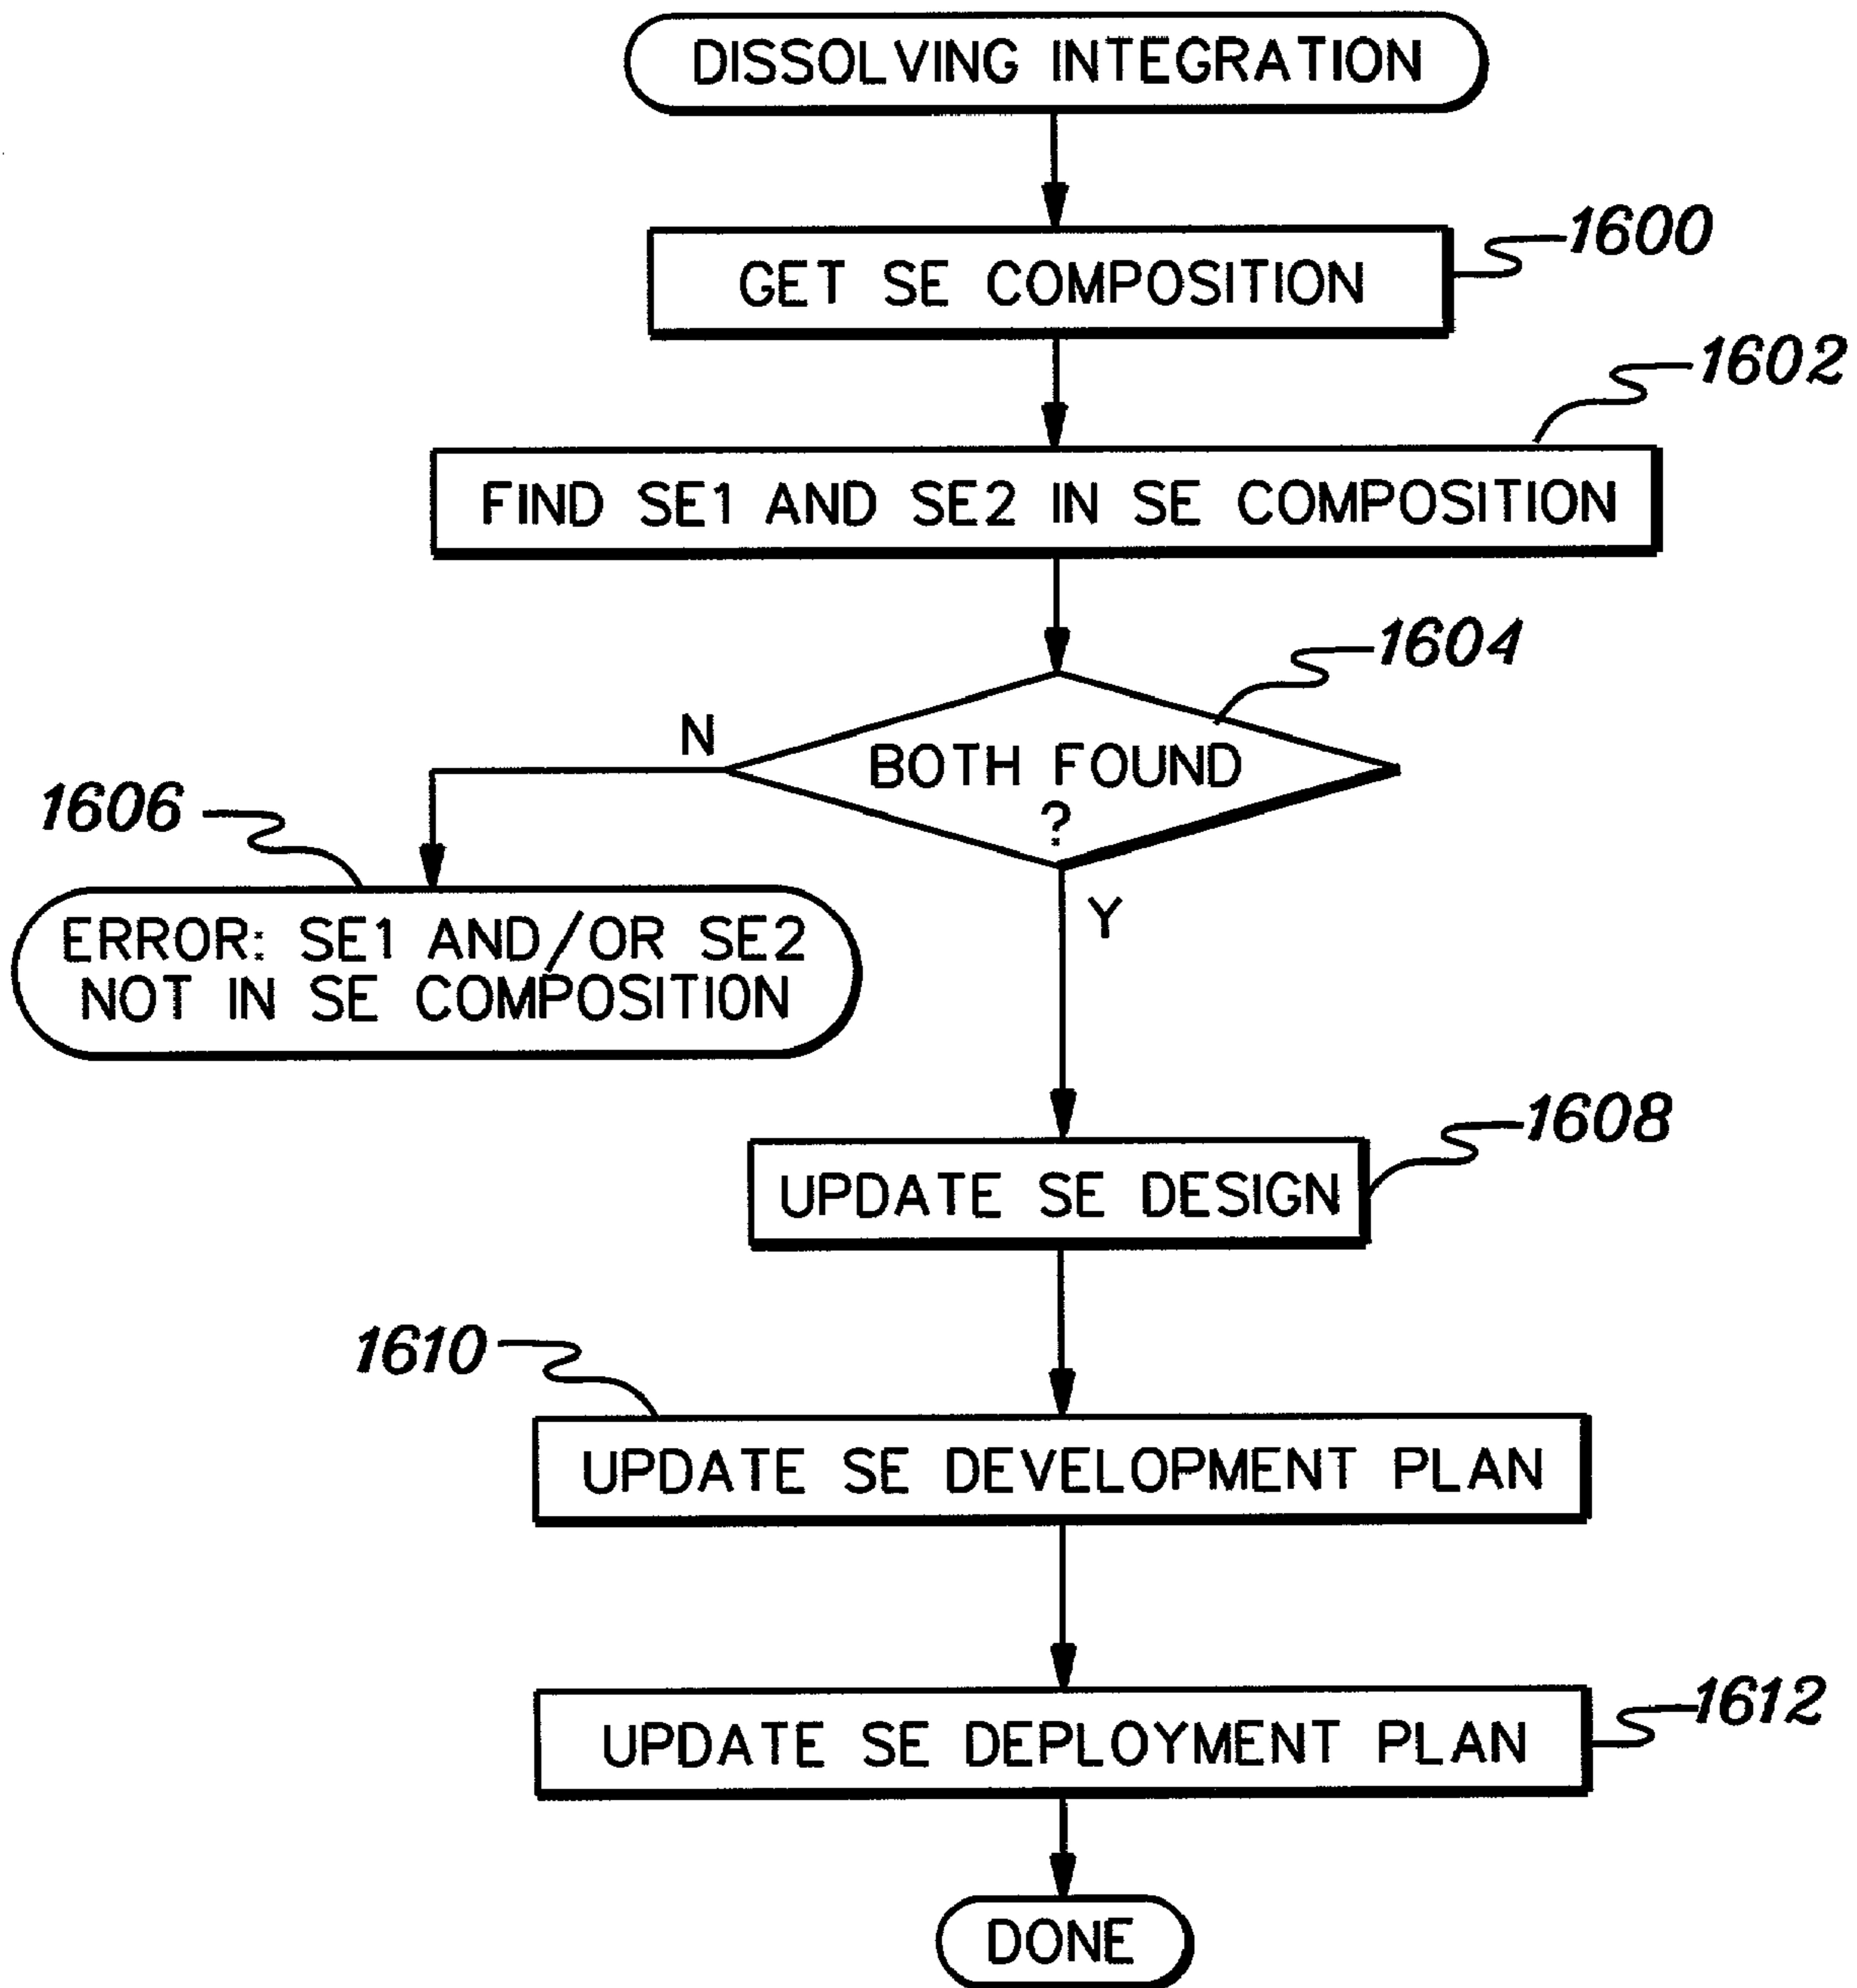 DISSOLVING INTEGRATION
1600
GET SE COMPOSITION
1602
FIND SE1 AND SE2 IN SE COMPOSITION
1604
N
BOTH FOUND
?
1606
Y
ERROR: SE1 AND/OR SE2
NOT IN SE COMPOSITION
1608
UPDATE SE DESIGN
1610
UPDATE SE DEVELOPMENT PLAN
1612
UPDATE SE DEPLOYMENT PLAN
DONE